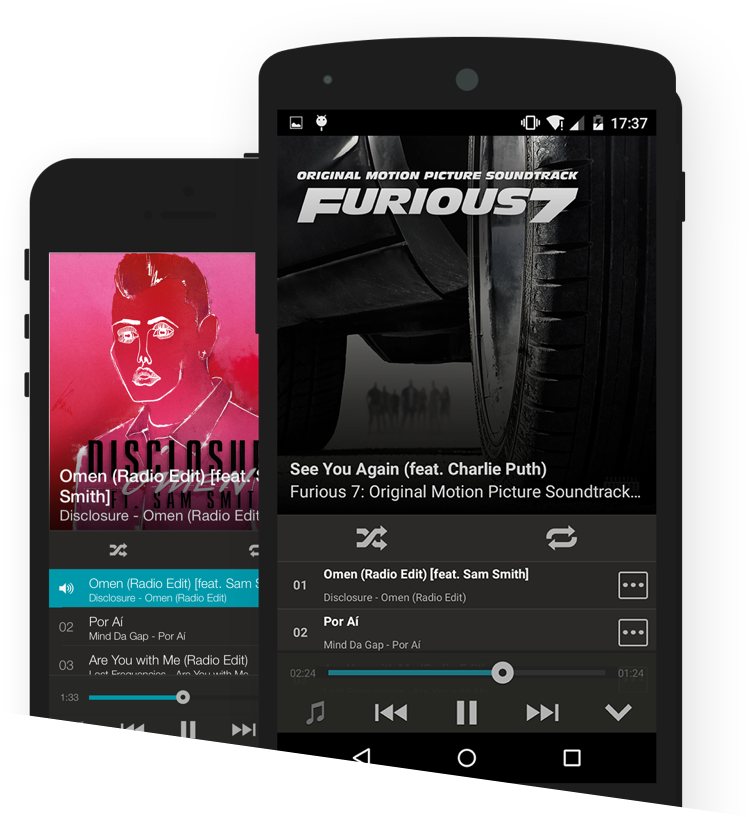 17:37
ORIGINAL MOTION PICTURE SOUNDTRACK
FURIOUS 7
See You Again (feat. Charlie Puth)
Furious 7: Original Motion Picture Soundtrack...
01
Omen (Radio Edit) [feat. Sam Smith]
Disclosure - Omen (Radio Edit)
02
Por Aí
Mind Da Gap - Por Aí
02:24
01:24
DISCLOSU
OMEN
FT. SAM SMIT
Omen (Radio Edit) [feat. S
Smith]
Disclosure - Omen (Radio Edit
Omen (Radio Edit) [feat. Sam S
Disclosure - Omen (Radio Edit)
02
Por Aí
Mind Da Gap - Por Aí
03
Are You with Me (Radio Edit)
Lost Frequencies - Are You with Me
1:33